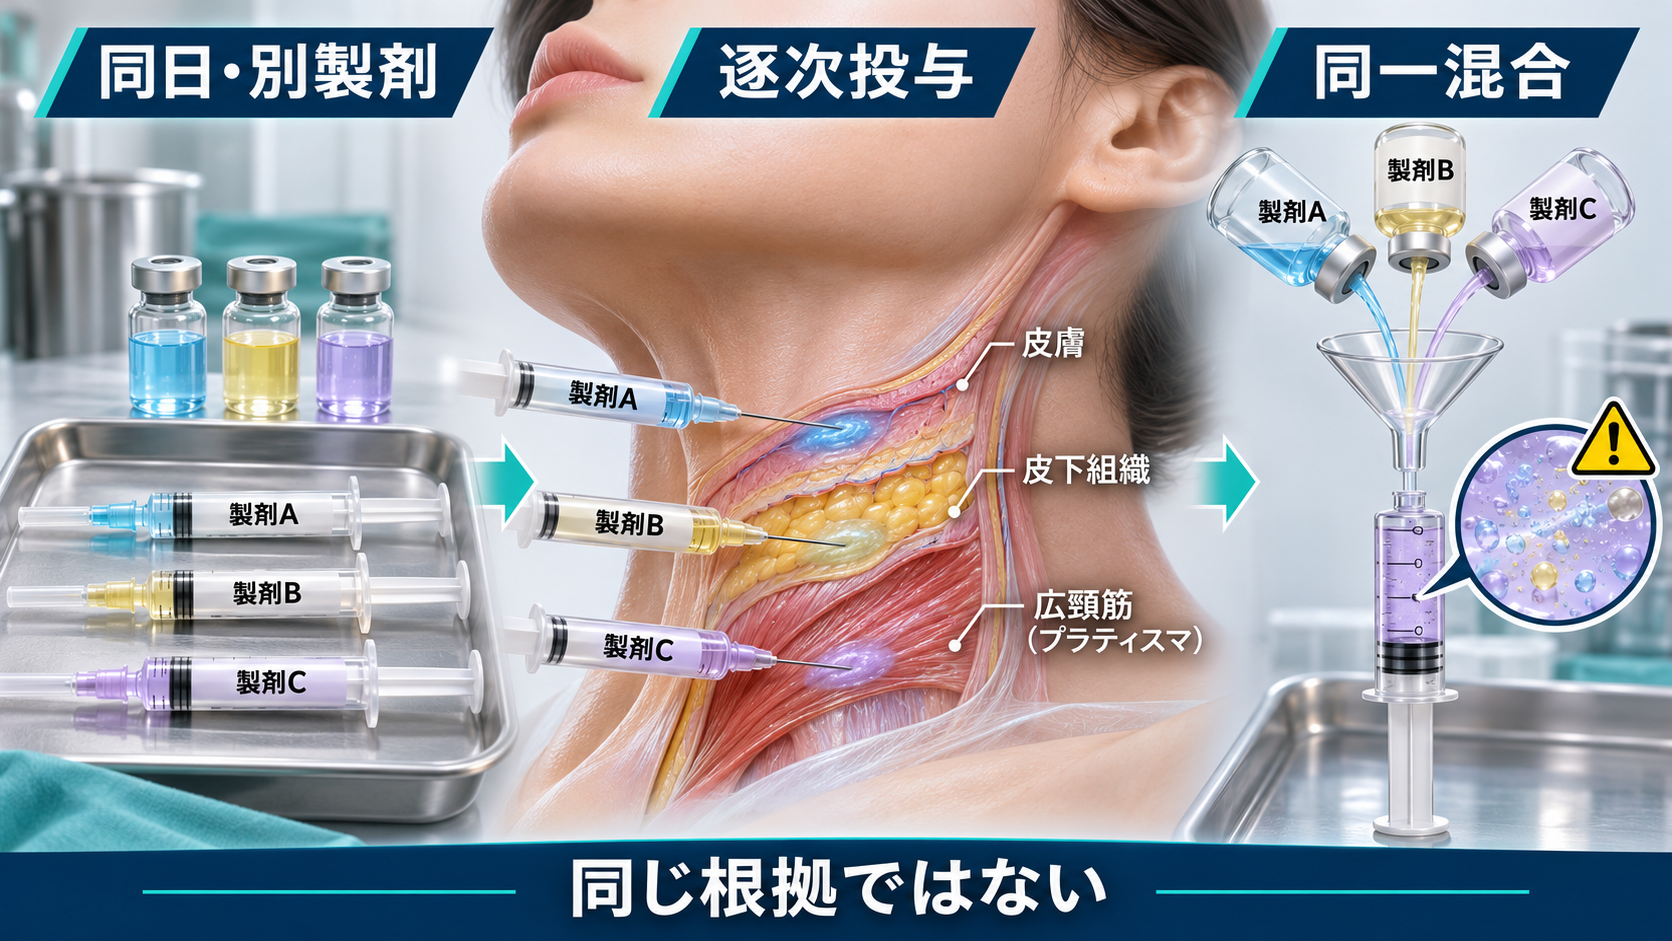 同日・別製剤
逐次投与
同一混合
製剤A
製剤B
製剤C
製剤A
製剤B
製剤C
皮膚
皮下組織
広頸筋
（プラティスマ）
製剤A
製剤B
製剤C
同じ根拠ではない